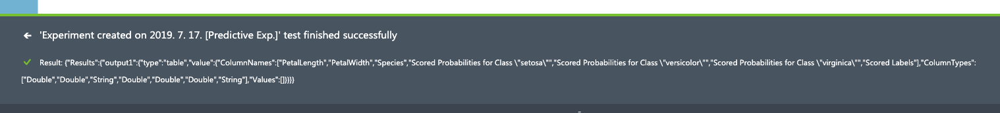 'Experiment created on 2019. 7. 17. [Predictive Exp.]' test finished successfully
Result: {"Results":{"output1":{"type":"table","value":{"ColumnNames":["PetalLength","PetalWidth","Species","Scored Probabilities for Class \"setosa\"","Scored Probabilities for Class \"versicolor\"","Scored Probabilities for Class \"virginica\"","Scored Labels"],"ColumnTypes":
["Double","Double","String","Double","Double","Double","String"],"Values":[]}}}}